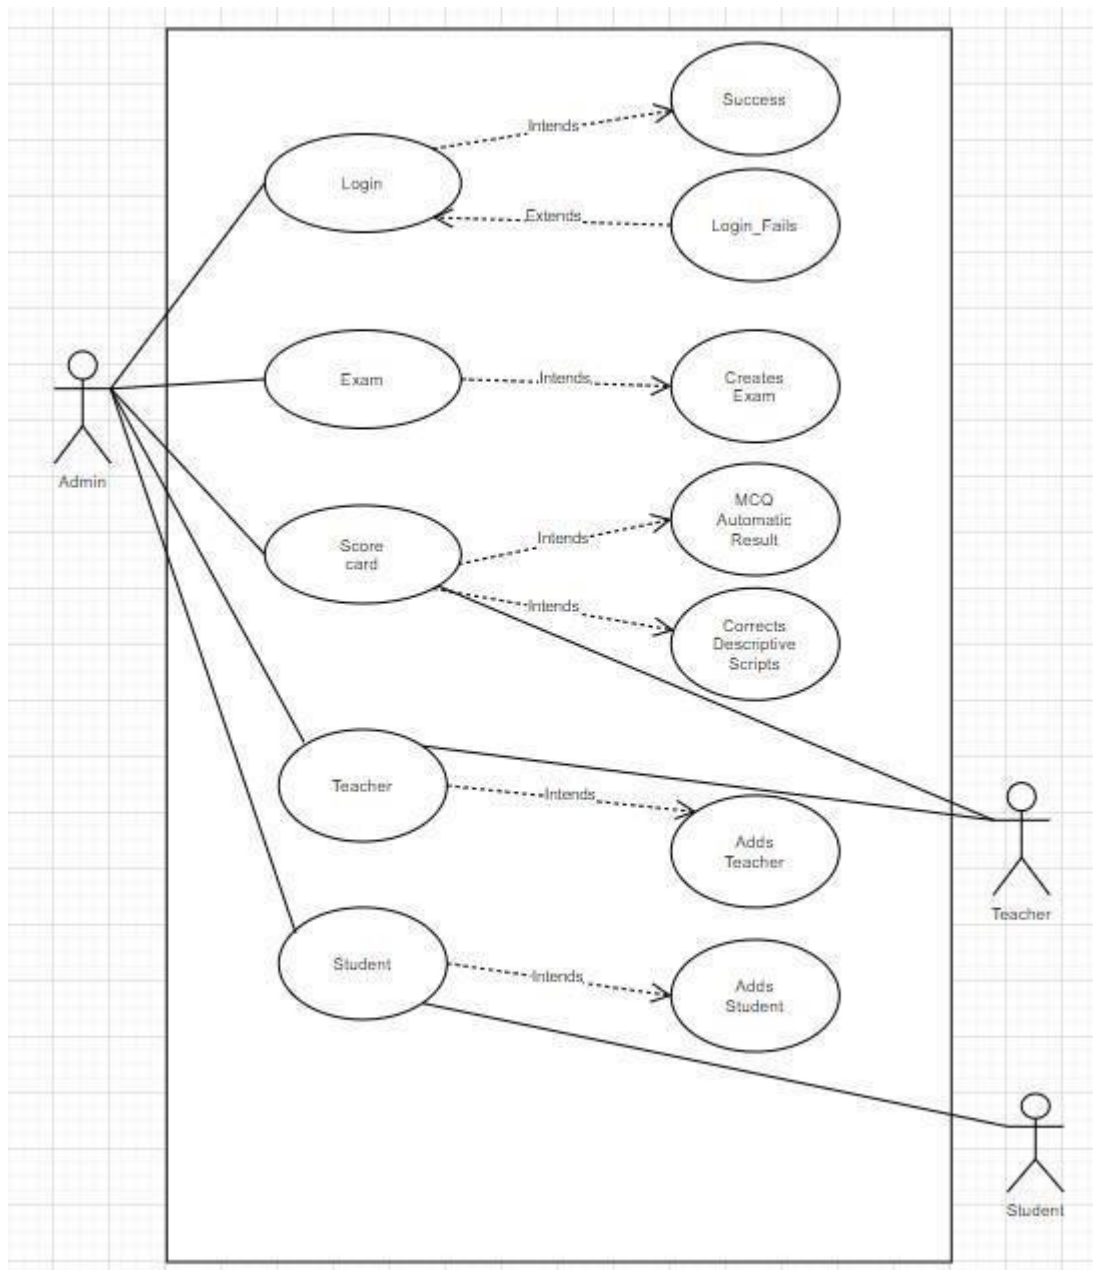 Success
Intends
Login
Extends
Login_Fails
Exam
Intends
Creates
Exam
Admin
MCQ
Automatic
Result
Intends
Score
card
Intends
Corrects
Descriptive
Scripts
Teacher
Intends
Adds
Teacher
Teacher
Student
Intends
Adds
Student
Student